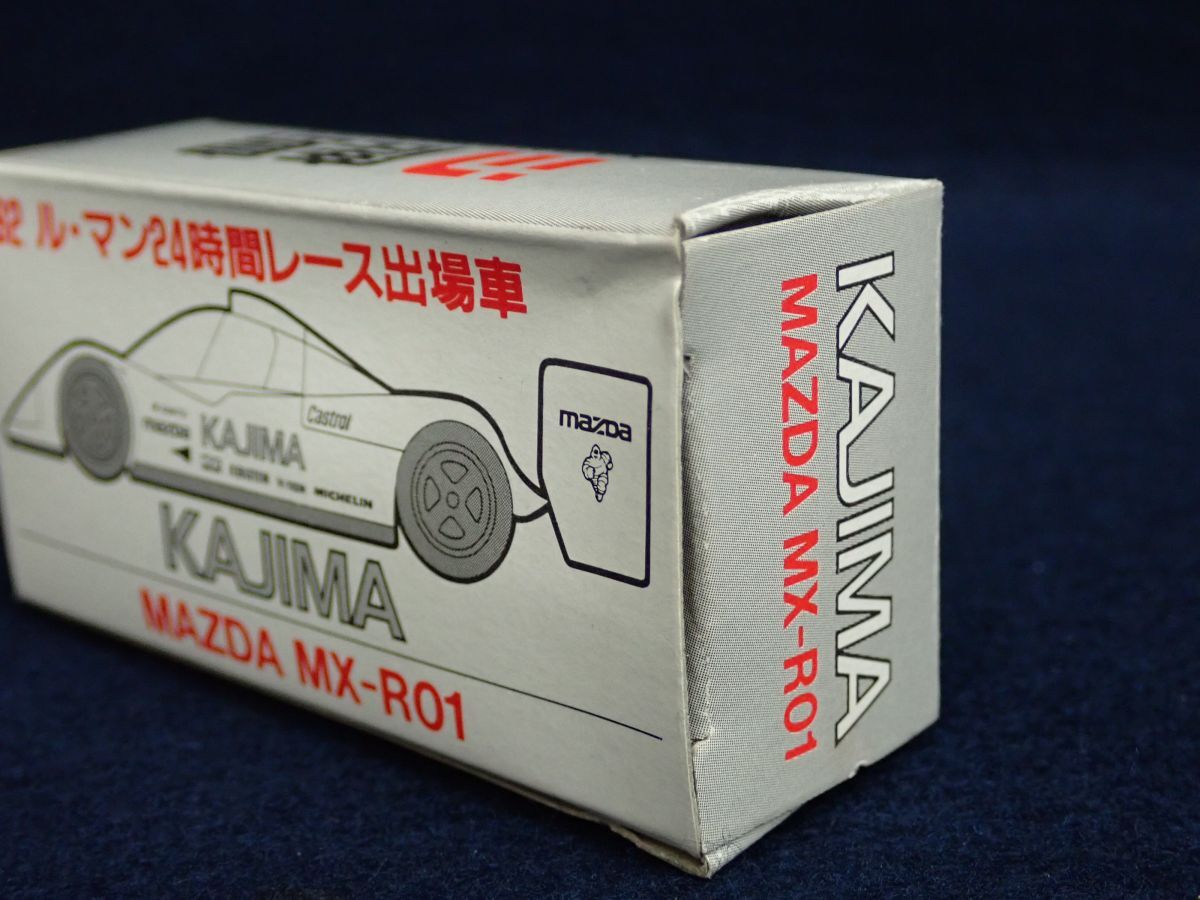 92 ル・マン24時間レース出場車
mazda
Castrol
KAJIMA
MICHELIN
KAJIMA
MAZDA MX-R01
KAJIMA
MAZDA MX-R01